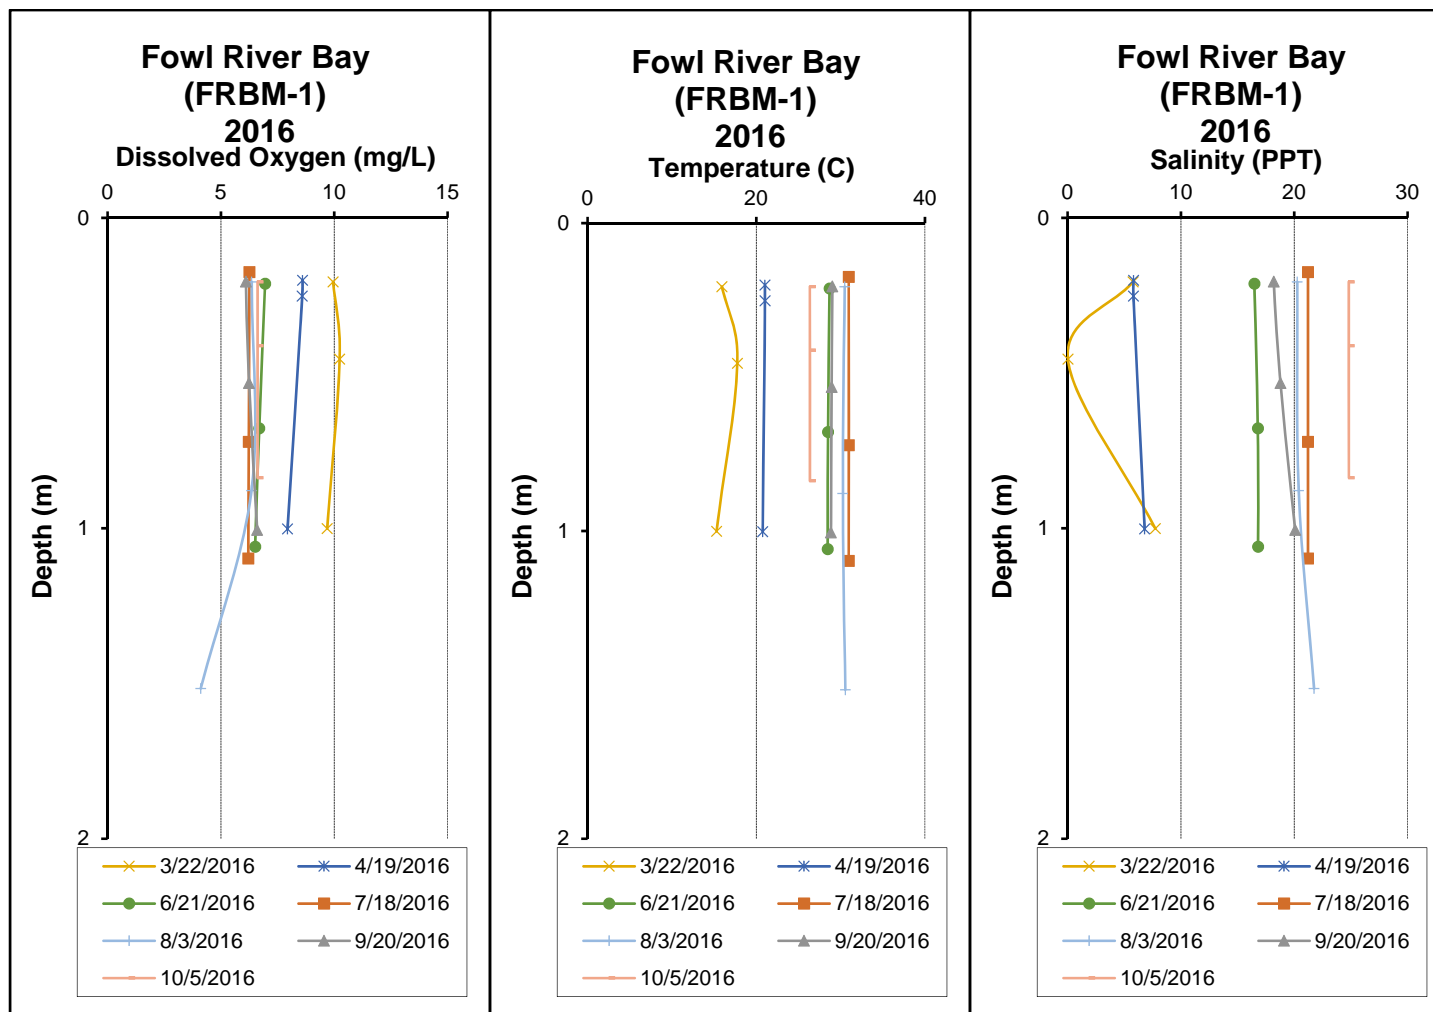 Fowl River Bay
(FRBM-1)
2016
Dissolved Oxygen (mg/L)
0 5 10 15
0
1
2
Depth (m)
3/22/2016 4/19/2016
6/21/2016 7/18/2016
8/3/2016 9/20/2016
10/5/2016
Fowl River Bay
(FRBM-1)
2016
Temperature (C)
0 20 40
0
1
2
Depth (m)
3/22/2016 4/19/2016
6/21/2016 7/18/2016
8/3/2016 9/20/2016
10/5/2016
Fowl River Bay
(FRBM-1)
2016
Salinity (PPT)
0 10 20 30
0
1
2
Depth (m)
3/22/2016 4/19/2016
6/21/2016 7/18/2016
8/3/2016 9/20/2016
10/5/2016